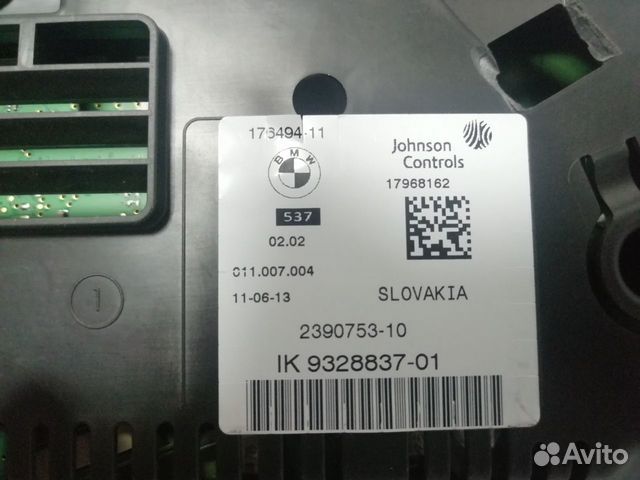 176494-11
BMW
Johnson
Controls
17968162
537
02.02
011.007.004
11-06-13
SLOVAKIA
2390753-10
IK 9328837-01
1
Avito